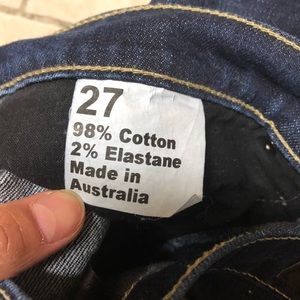 27
98% Cotton
2% Elastane
Made in
Australia